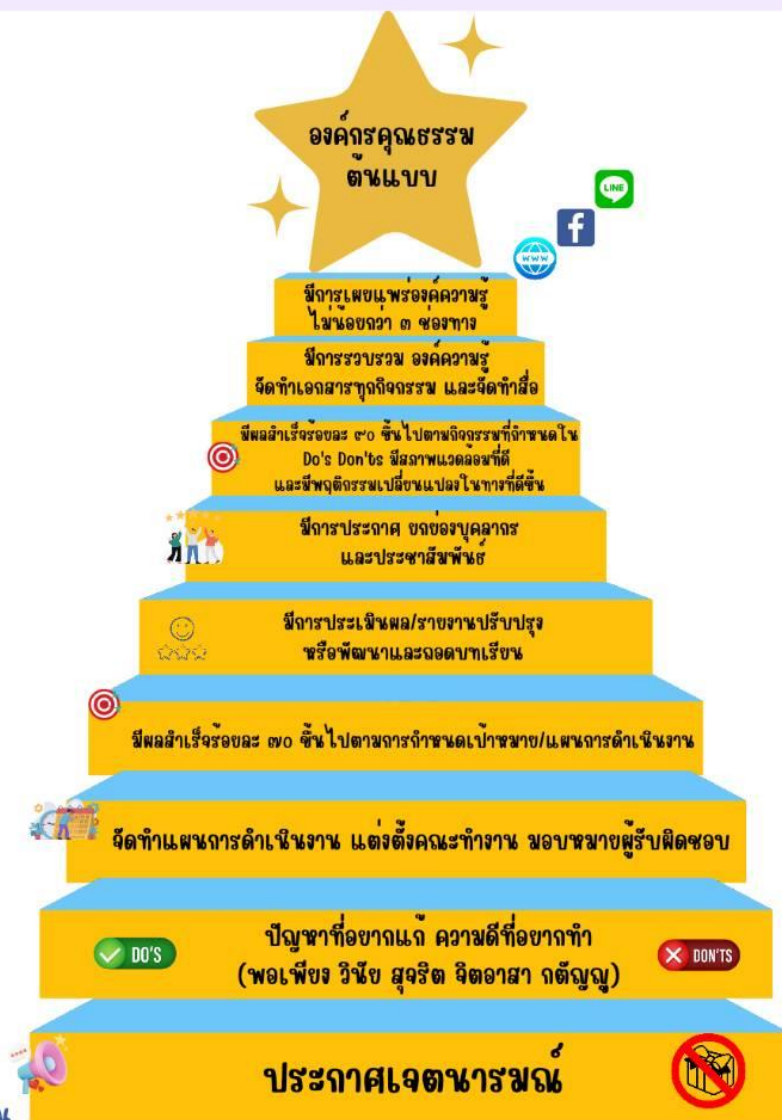 องค์กรคุณธรรม
ต้นแบบ
LINE
f
www
มีการเผยแพร่องค์ความรู้
ไม่น้อยกว่า ๓ ช่องทาง
มีการรวบรวม องค์ความรู้
จัดทำเอกสารทุกกิจกรรม และจัดทำสื่อ
มีผลสำเร็จร้อยละ ๙๐ ขึ้นไปตามกิจกรรมที่กำหนดใน
Do's Don'ts มีสภาพแวดล้อมที่ดี
และมีพฤติกรรมเปลี่ยนแปลงในทางที่ดีขึ้น
มีการประกาศ ยกย่องบุคลากร
และประชาสัมพันธ์
มีการประเมินผล/รายงานปรับปรุง
หรือพัฒนาและถอดบทเรียน
มีผลสำเร็จร้อยละ ๗๐ ขึ้นไปตามการกำหนดเป้าหมาย/แผนการดำเนินงาน
จัดทำแผนการดำเนินงาน แต่งตั้งคณะทำงาน มอบหมายผู้รับผิดชอบ
DO'S
ปัญหาที่อยากแก้ ความดีที่อยากทำ
(พอเพียง วินัย สุจริต จิตอาสา กตัญญู)
DON'TS
ประกาศเจตนารมณ์